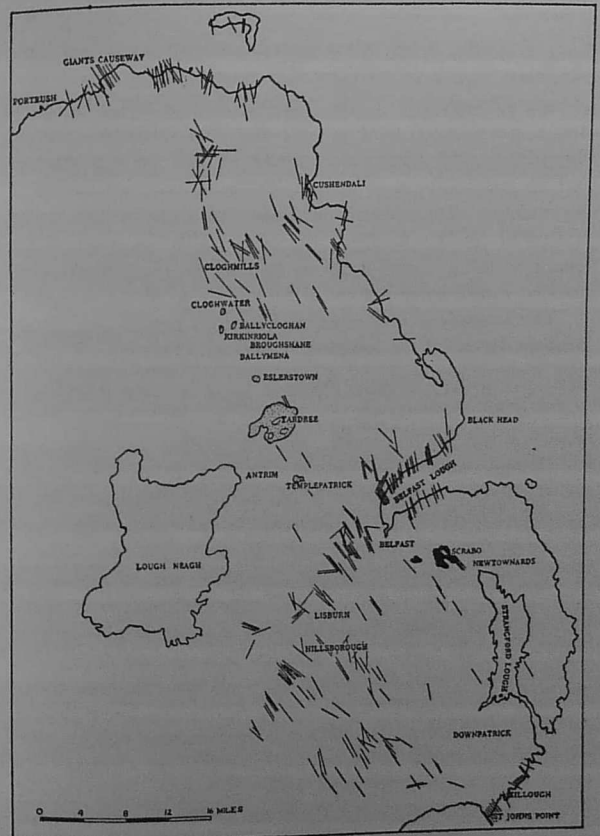 GIANTS CAUSEWAY
PORTRUSH
CUSHENDALL
CLOGHMILLS
CLOGHWATER
BALLYCLOGHAN
KIRKINRIOLA
BROUGHSHANE
BALLYMENA
ESLERSTOWN
TARDREE
BLACK HEAD
ANTRIM
TEMPLEPATRICK
BELFAST LOUGH
BELFAST
SCRABO
NEWTOWNARDS
LOUGH NEAGH
STRANGFORD LOUGH
LISBURN
HILLSBOROUGH
DOWNPATRICK
KILLOUGH
ST JOHNS POINT
0 4 8 12 16 MILES